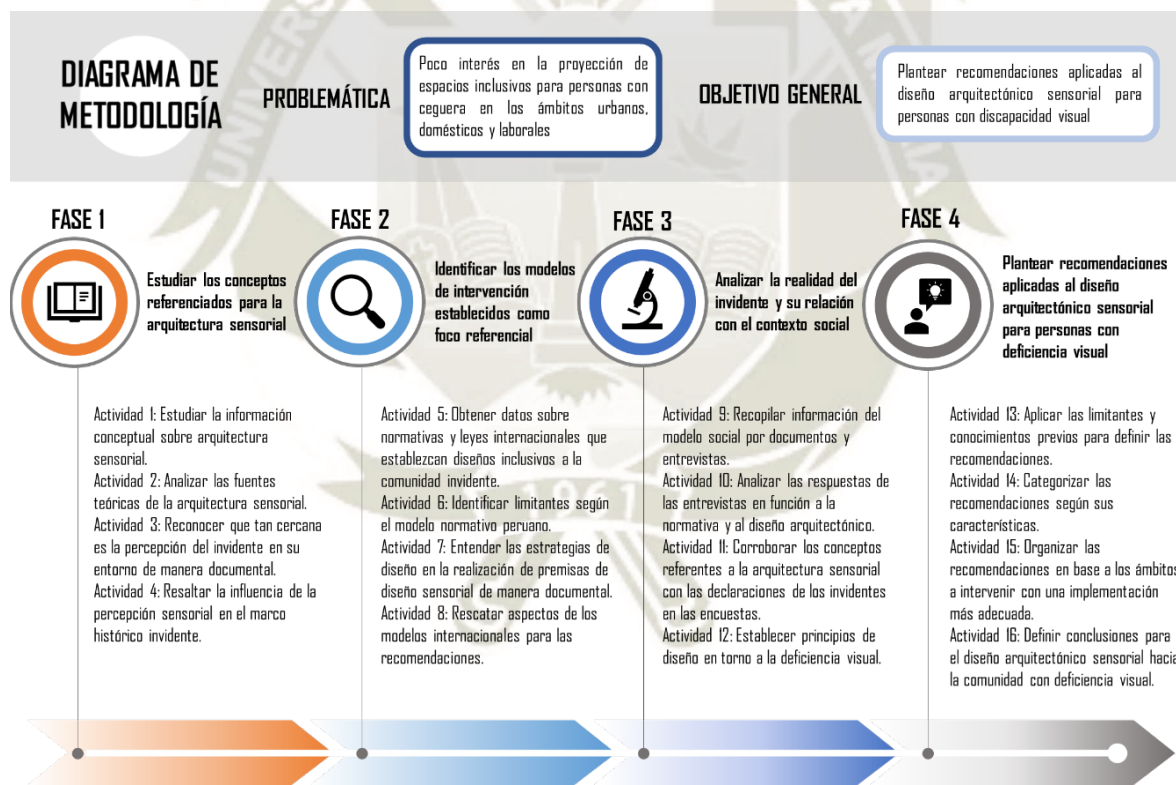 DIAGRAMA DE
METODOLOGÍA
PROBLEMÁTICA
Poco interés en la proyección de
espacios inclusivos para personas con
ceguera en los ámbitos urbanos,
domésticos y laborales
OBJETIVO GENERAL
Plantear recomendaciones aplicadas al
diseño arquitectónico sensorial para
personas con discapacidad visual
FASE 1
Estudiar los conceptos
referenciados para la
arquitectura sensorial
Actividad 1: Estudiar la información
conceptual sobre arquitectura
sensorial.
Actividad 2: Analizar las fuentes
teóricas de la arquitectura sensorial.
Actividad 3: Reconocer que tan cercana
es la percepción del invidente en su
entorno de manera documental.
Actividad 4: Resaltar la influencia de la
percepción sensorial en el marco
histórico invidente.
FASE 2
Identificar los modelos
de intervención
establecidos como
foco referencial
Actividad 5: Obtener datos sobre
normativas y leyes internacionales que
establezcan diseños inclusivos a la
comunidad invidente.
Actividad 6: Identificar limitantes según
el modelo normativo peruano.
Actividad 7: Entender las estrategias de
diseño en la realización de premisas de
diseño sensorial de manera documental.
Actividad 8: Rescatar aspectos de los
modelos internacionales para las
recomendaciones.
FASE 3
Analizar la realidad del
invidente y su relación
con el contexto social
Actividad 9: Recopilar información del
modelo social por documentos y
entrevistas.
Actividad 10: Analizar las respuestas de
las entrevistas en función a la
normativa y al diseño arquitectónico.
Actividad 11: Corroborar los conceptos
referentes a la arquitectura sensorial
con las declaraciones de los invidentes
en las encuestas.
Actividad 12: Establecer principios de
diseño en torno a la deficiencia visual.
FASE 4
Plantear recomendaciones
aplicadas al diseño
arquitectónico sensorial
para personas con
deficiencia visual
Actividad 13: Aplicar las limitantes y
conocimientos previos para definir las
recomendaciones.
Actividad 14: Categorizar las
recomendaciones según sus
características.
Actividad 15: Organizar las
recomendaciones en base a los ámbitos
a intervenir con una implementación
más adecuada.
Actividad 16: Definir conclusiones para
el diseño arquitectónico sensorial hacia
la comunidad con deficiencia visual.
1961